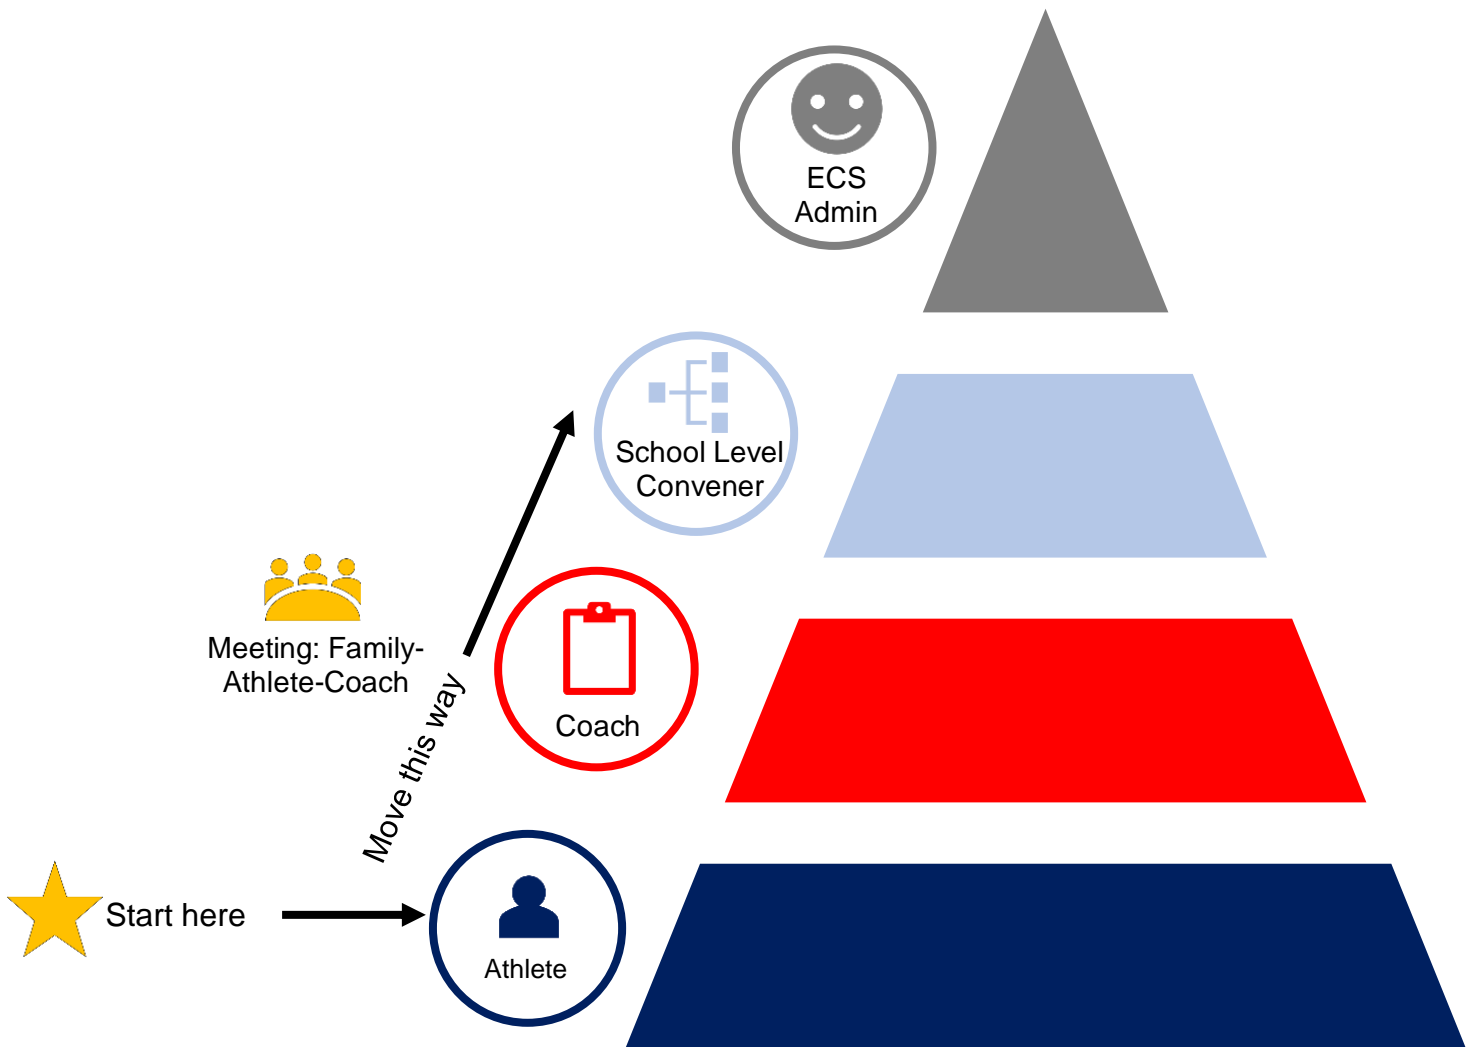 ECS
Admin
School Level
Convener
Meeting: Family-
Athlete-Coach
Move this way
Coach
Start here
Athlete